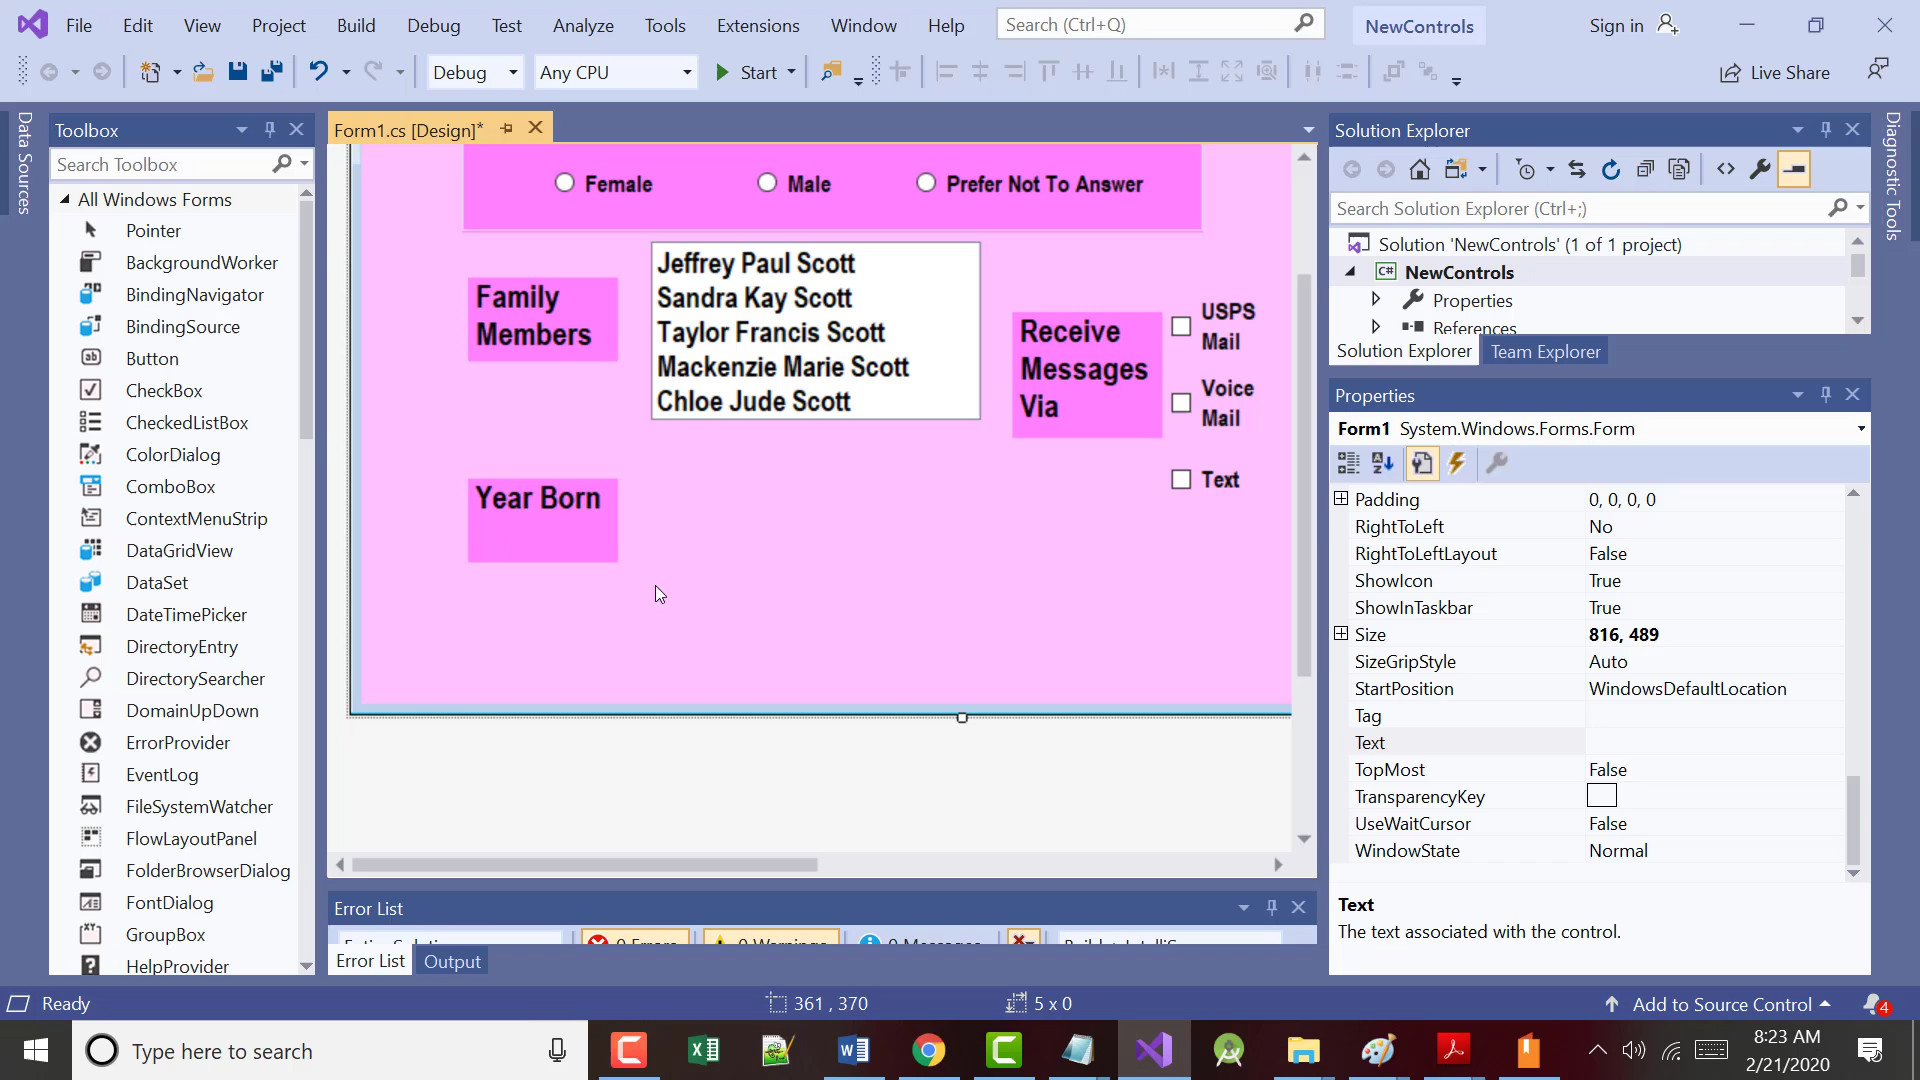 File Edit View Project Build Debug Test Analyze Tools Extensions Window Help Search (Ctrl+Q) NewControls Sign in
Debug Any CPU Start Live Share
Data Sources
Toolbox
Search Toolbox
All Windows Forms
Pointer
BackgroundWorker
BindingNavigator
BindingSource
Button
CheckBox
CheckedListBox
ColorDialog
ComboBox
ContextMenuStrip
DataGridView
DataSet
DateTimePicker
DirectoryEntry
DirectorySearcher
DomainUpDown
ErrorProvider
EventLog
FileSystemWatcher
FlowLayoutPanel
FolderBrowserDialog
FontDialog
GroupBox
HelpProvider
Form1.cs [Design]*
Female Male Prefer Not To Answer
Family
Members
Jeffrey Paul Scott
Sandra Kay Scott
Taylor Francis Scott
Mackenzie Marie Scott
Chloe Jude Scott
Receive
Messages
Via
USPS
Mail
Voice
Mail
Text
Year Born
Error List
0 Errors 0 Warnings 0 Messages
Error List Output
Solution Explorer
Search Solution Explorer (Ctrl+;)
Solution 'NewControls' (1 of 1 project)
C# NewControls
Properties
References
Solution Explorer Team Explorer
Diagnostic Tools
Properties
Form1 System.Windows.Forms.Form
Padding 0, 0, 0, 0
RightToLeft No
RightToLeftLayout False
ShowIcon True
ShowInTaskbar True
Size 816, 489
SizeGripStyle Auto
StartPosition WindowsDefaultLocation
Tag
Text
TopMost False
TransparencyKey
UseWaitCursor False
WindowState Normal
Text
The text associated with the control.
Ready 361 , 370 5 x 0 Add to Source Control 4
Type here to search
8:23 AM
2/21/2020